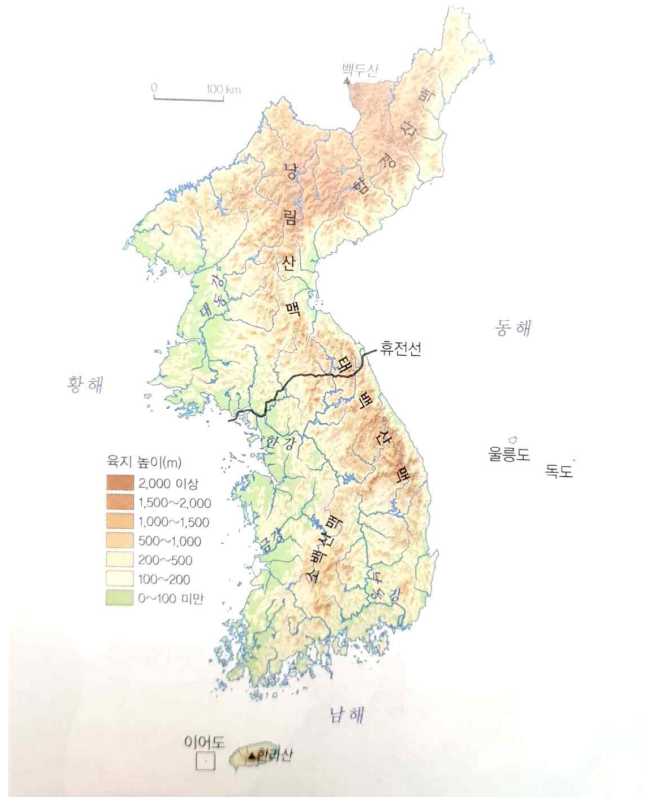 백두산
0 100 km
함경산맥
낭림산맥
대동강
동해
휴전선
황해
태백산맥
한강
울릉도
독도
육지 높이(m)
2,000 이상
1,500~2,000
1,000~1,500
500~1,000
200~500
100~200
0~100 미만
금강
소백산맥
낙동강
남해
이어도
한라산